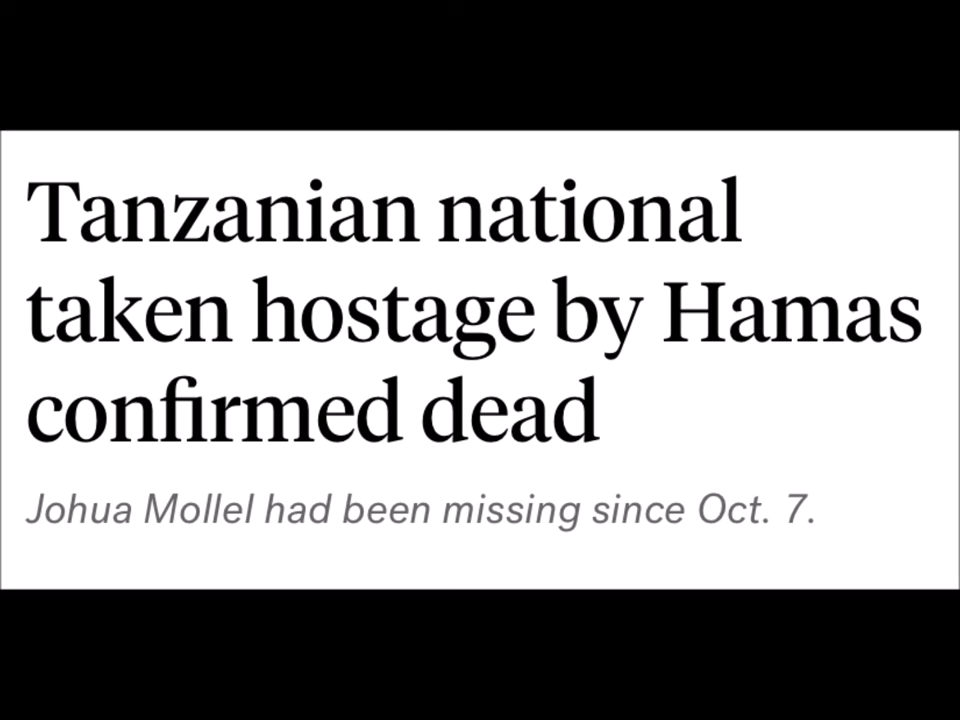 Tanzanian national
taken hostage by Hamas
confirmed dead
Johua Mollel had been missing since Oct. 7.